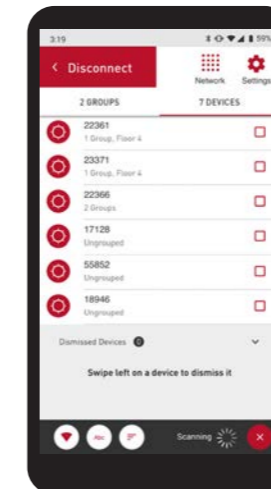 3:19
59%
Disconnect
Network
Settings
2 GROUPS
7 DEVICES
22361
1 Group, Floor 4
23371
1 Group, Floor 4
22366
2 Groups
17128
Ungrouped
55852
Ungrouped
18946
Ungrouped
Dismissed Devices 0
Swipe left on a device to dismiss it
Abc
Scanning